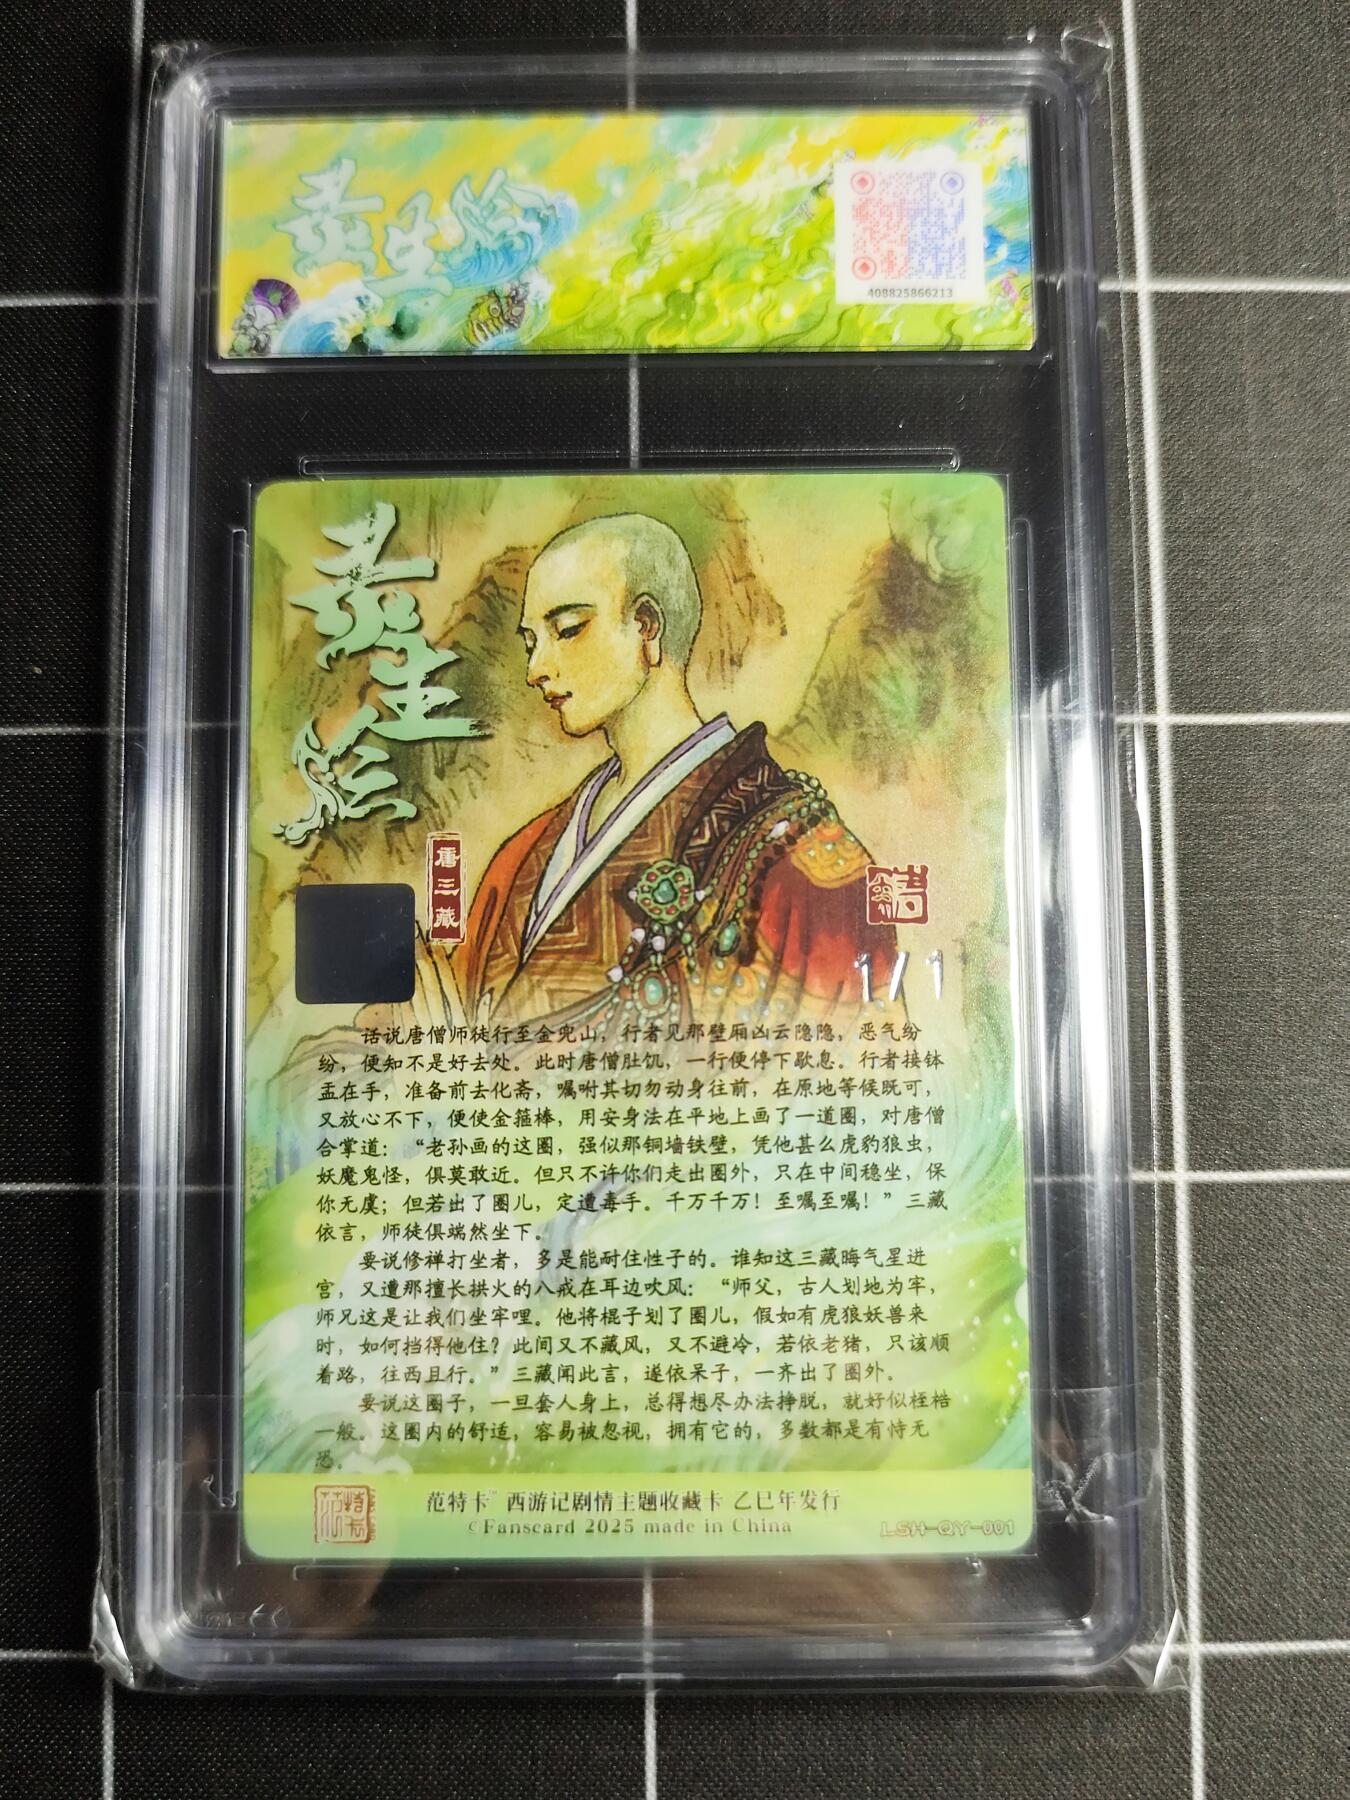 408825866213
唐三藏
1/1
话说唐僧师徒行至金兜山，行者见那壁厢凶云隐隐，恶气纷
纷，便知不是好去处。此时唐僧肚饥，一行便停下歇息。行者接钵
盂在手，准备前去化斋，嘱咐其切勿动身往前，在原地等候既可，
又放心不下，便使金箍棒，用安身法在平地上画了一道圈，对唐僧
合掌道：“老孙画的这圈，强似那铜墙铁壁，凭他甚么虎豹狼虫，
妖魔鬼怪，俱莫敢近。但只不许你们走出圈外，只在中间稳坐，保
你无虞；但若出了圈儿，定遭毒手。千万千万！至嘱至嘱！”三藏
依言，师徒俱端然坐下。
要说修禅打坐者，多是能耐住性子的。谁知这三藏晦气星进
宫，又遭那擅长拱火的八戒在耳边吹风：“师父，古人划地为牢，
师兄这是让我们坐牢哩。他将棍子划了圈儿，假如有虎狼妖兽来
时，如何挡得他住？此间又不藏风，又不避冷，若依老猪，只该顺
着路，往西且行。”三藏闻此言，遂依呆子，一齐出了圈外。
要说这圈子，一旦套人身上，总得想尽办法挣脱，就好似桎梏
一般。这圈内的舒适，容易被忽视，拥有它的，多数都是有恃无
恐。
范特卡™ 西游记剧情主题收藏卡 乙巳年发行
©Fanscard 2025 made in China
LSH-QY-001